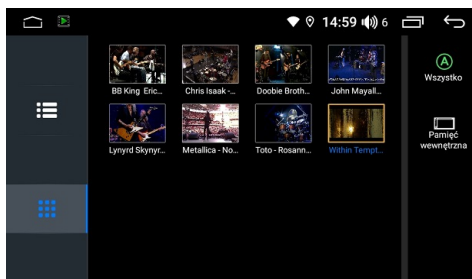 14:59 6
BB King Eric...
Chris Isaak -...
Doobie Broth...
John Mayall...
Lynyrd Skynyr...
Metallica - No...
Toto - Rosann...
Within Tempt...
A
Wszystko
Pamięć
wewnętrzna